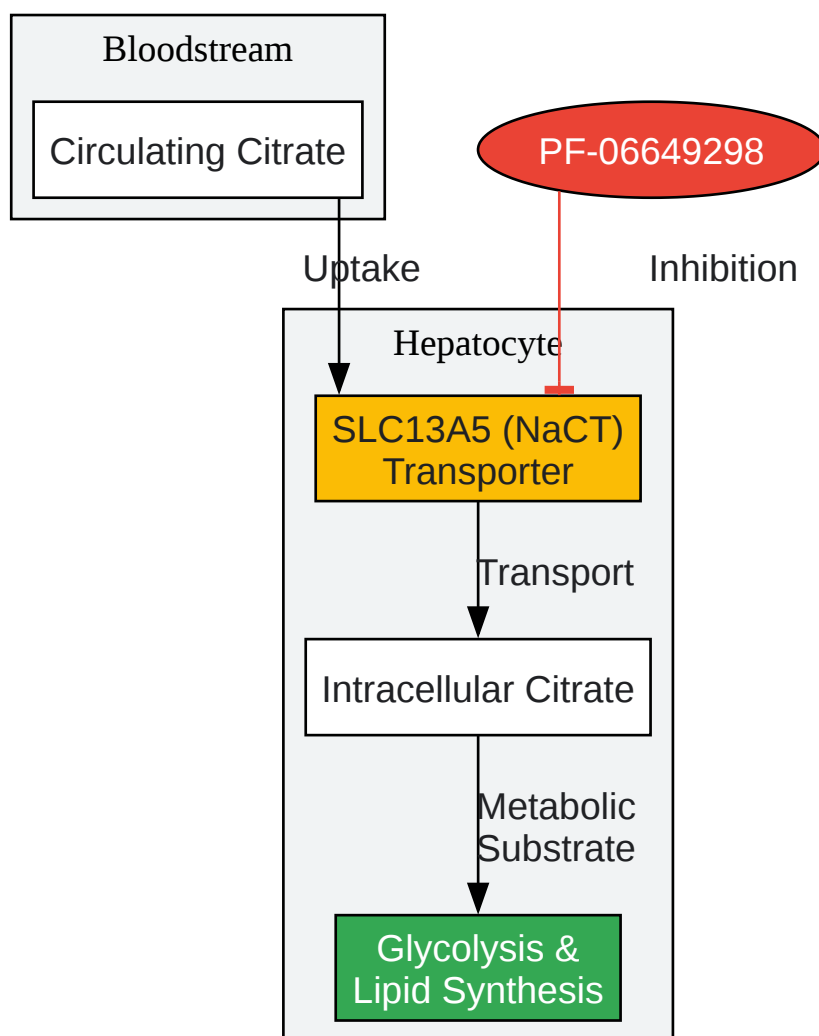 Bloodstream
Circulating Citrate
PF-06649298
Uptake
Inhibition
Hepatocyte
SLC13A5 (NaCT)
Transporter
Transport
Intracellular Citrate
Metabolic
Substrate
Glycolysis &
Lipid Synthesis